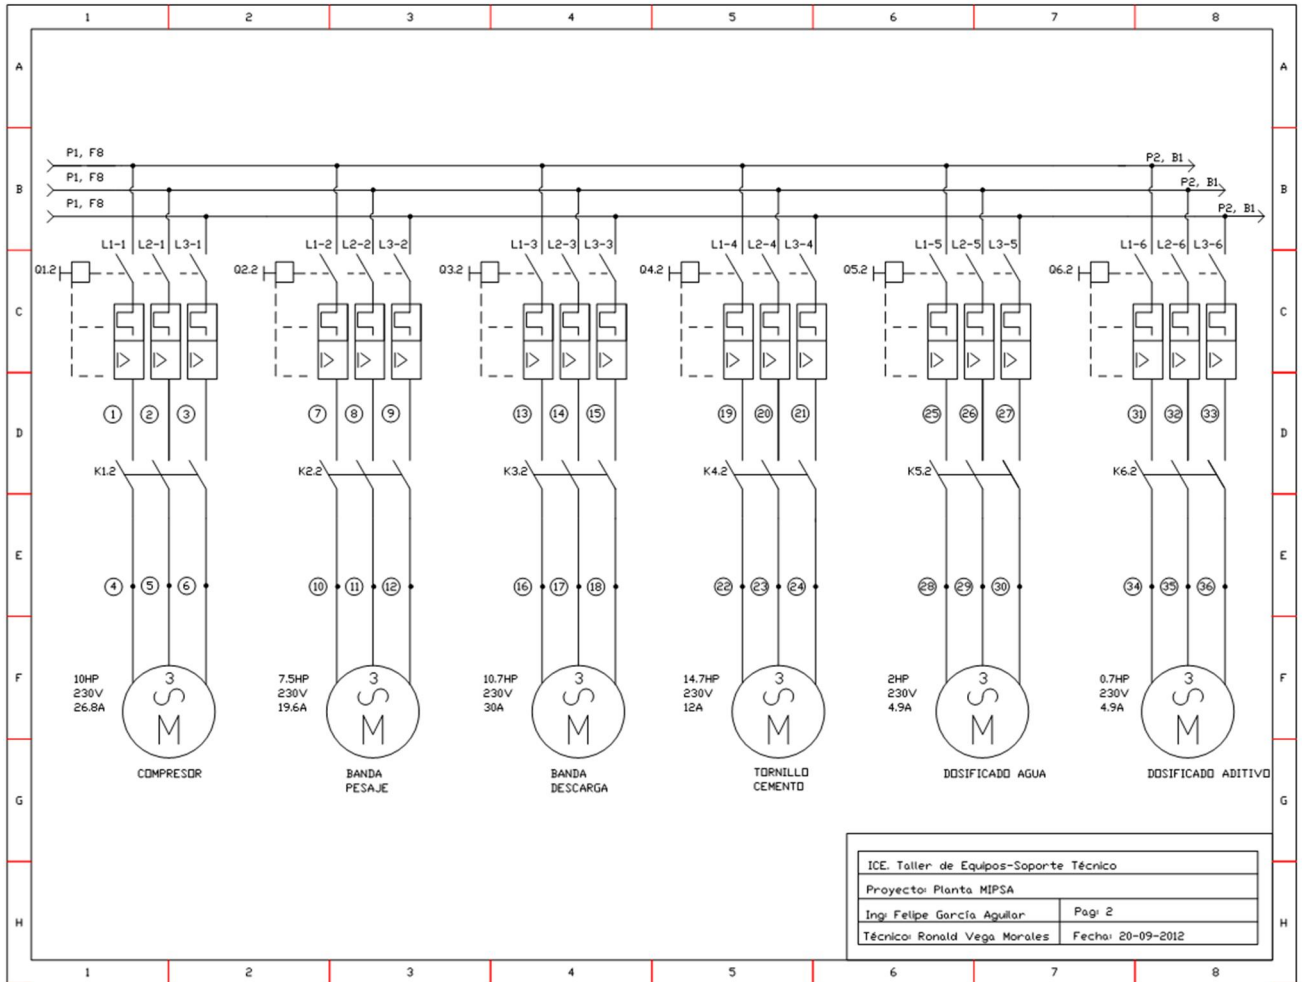 1 2 3 4 5 6 7 8
A A
P1, F8 P2, B1
B P1, F8 P2, B1 B
P1, F8 P2, B1
L1-1 L2-1 L3-1 L1-2 L2-2 L3-2 L1-3 L2-3 L3-3 L1-4 L2-4 L3-4 L1-5 L2-5 L3-5 L1-6 L2-6 L3-6
Q1.2 Q2.2 Q3.2 Q4.2 Q5.2 Q6.2
C C
1 2 3 7 8 9 13 14 15 19 20 21 25 26 27 31 32 33
D D
K1.2 K2.2 K3.2 K4.2 K5.2 K6.2
E E
4 5 6 10 11 12 16 17 18 22 23 24 28 29 30 34 35 36
F 10HP 3 7.5HP 3 10.7HP 3 14.7HP 3 2HP 3 0.7HP 3 F
230V 230V 230V 230V 230V 230V
26.8A 19.6A 30A 12A 4.9A 4.9A
M M M M M M
COMPRESOR BANDA BANDA TORNILLO DOSIFICADO AGUA DOSIFICADO ADITIVO
PESAJE DESCARGA CEMENTO
G G
ICE. Taller de Equipos-Soporte Técnico
Proyecto: Planta MIPSA
Ing: Felipe García Aguilar Pag: 2
H H
Técnico: Ronald Vega Morales Fecha: 20-09-2012
1 2 3 4 5 6 7 8